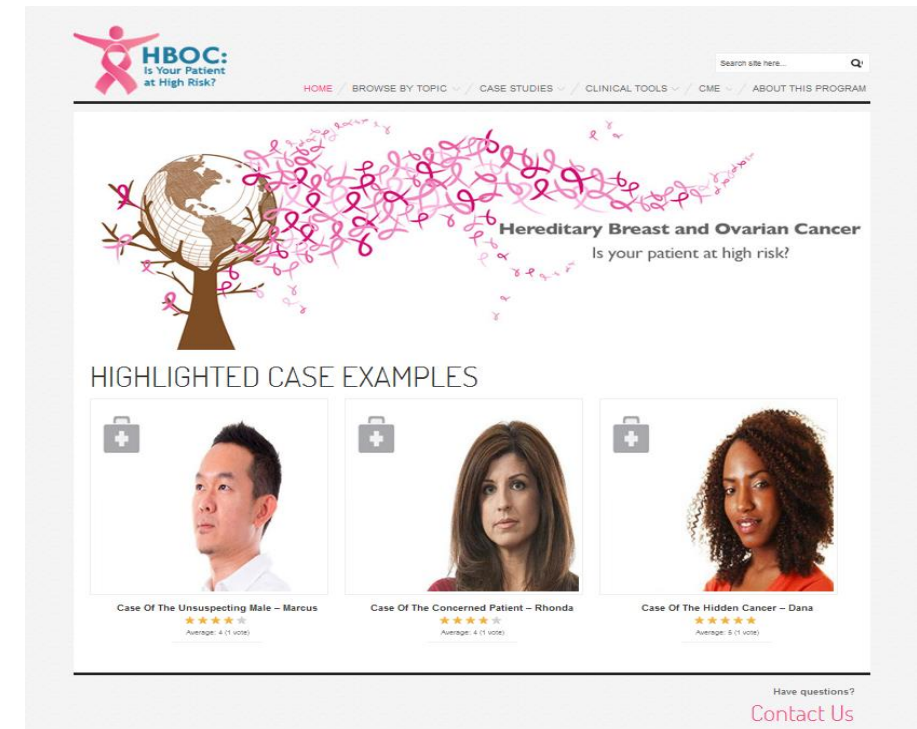 HBOC:
Is Your Patient
at High Risk?
Search site here...
HOME / BROWSE BY TOPIC / CASE STUDIES / CLINICAL TOOLS / CME / ABOUT THIS PROGRAM
Hereditary Breast and Ovarian Cancer
Is your patient at high risk?
HIGHLIGHTED CASE EXAMPLES
Case Of The Unsuspecting Male – Marcus
Average: 4 (1 vote)
Case Of The Concerned Patient – Rhonda
Average: 4 (1 vote)
Case Of The Hidden Cancer – Dana
Average: 5 (1 vote)
Have questions?
Contact Us